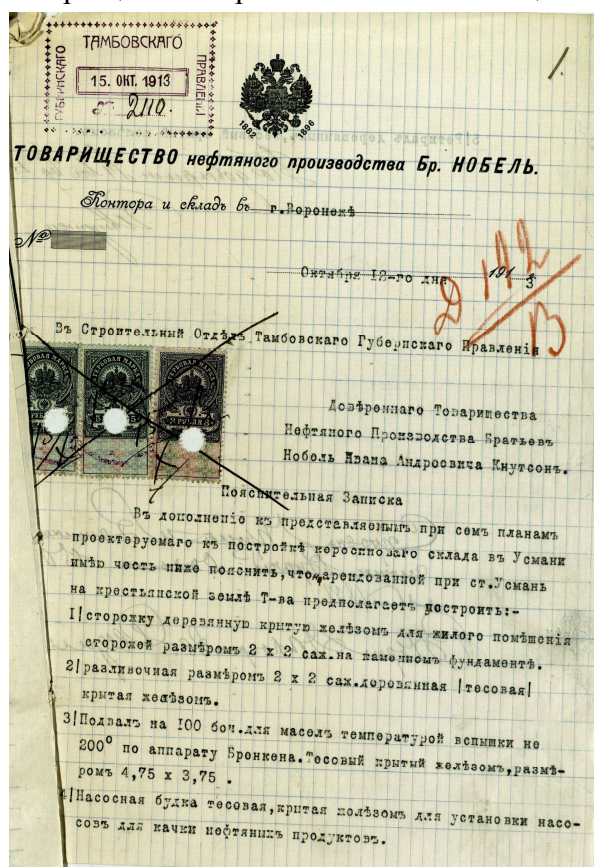 ТАМБОВСКАГО
ГУБЕРНСКАГО
ПРАВЛЕНІЯ
15. ОКТ. 1913
2110.
1.
1882 1896
ТОВАРИЩЕСТВО нефтяного производства Бр. НОБЕЛЬ.
Контора и складъ въ г.Воронежѣ
№
Октября 12-го дня 1913
Д 192/В
Въ Строительный Отдѣлъ Тамбовскаго Губернскаго Правленія
Довѣреннаго Товарищества
Нефтяного Производства Братьевъ
Нобель Ивана Андреевича Кнутсонъ.
Пояснительная Записка
Въ дополненіе къ представляемымъ при семъ планамъ
проектируемаго къ постройкѣ керосиноваго склада въ Усмани
имѣю честь ниже пояснить,что арендованной при ст.Усмань
на крестьянской землѣ Т-ва предполагаетъ построить:-
1|сторожку деревянную крытую желѣзомъ для жилого помѣщенія
сторожей размѣромъ 2 х 2 саж.на каменномъ фундаментѣ.
2|разливочная размѣромъ 2 х 2 саж.деревянная |тесовая|
крытая желѣзомъ.
3|Подвалъ на 100 боч.для маселъ температурой вспышки не
200° по аппарату Бронкена.Тесовый крытый желѣзомъ,размѣ-
ромъ 4,75 х 3,75 .
4|Насосная будка тесовая,крытая желѣзомъ для установки насо-
совъ для качки нефтяныхъ продуктовъ.